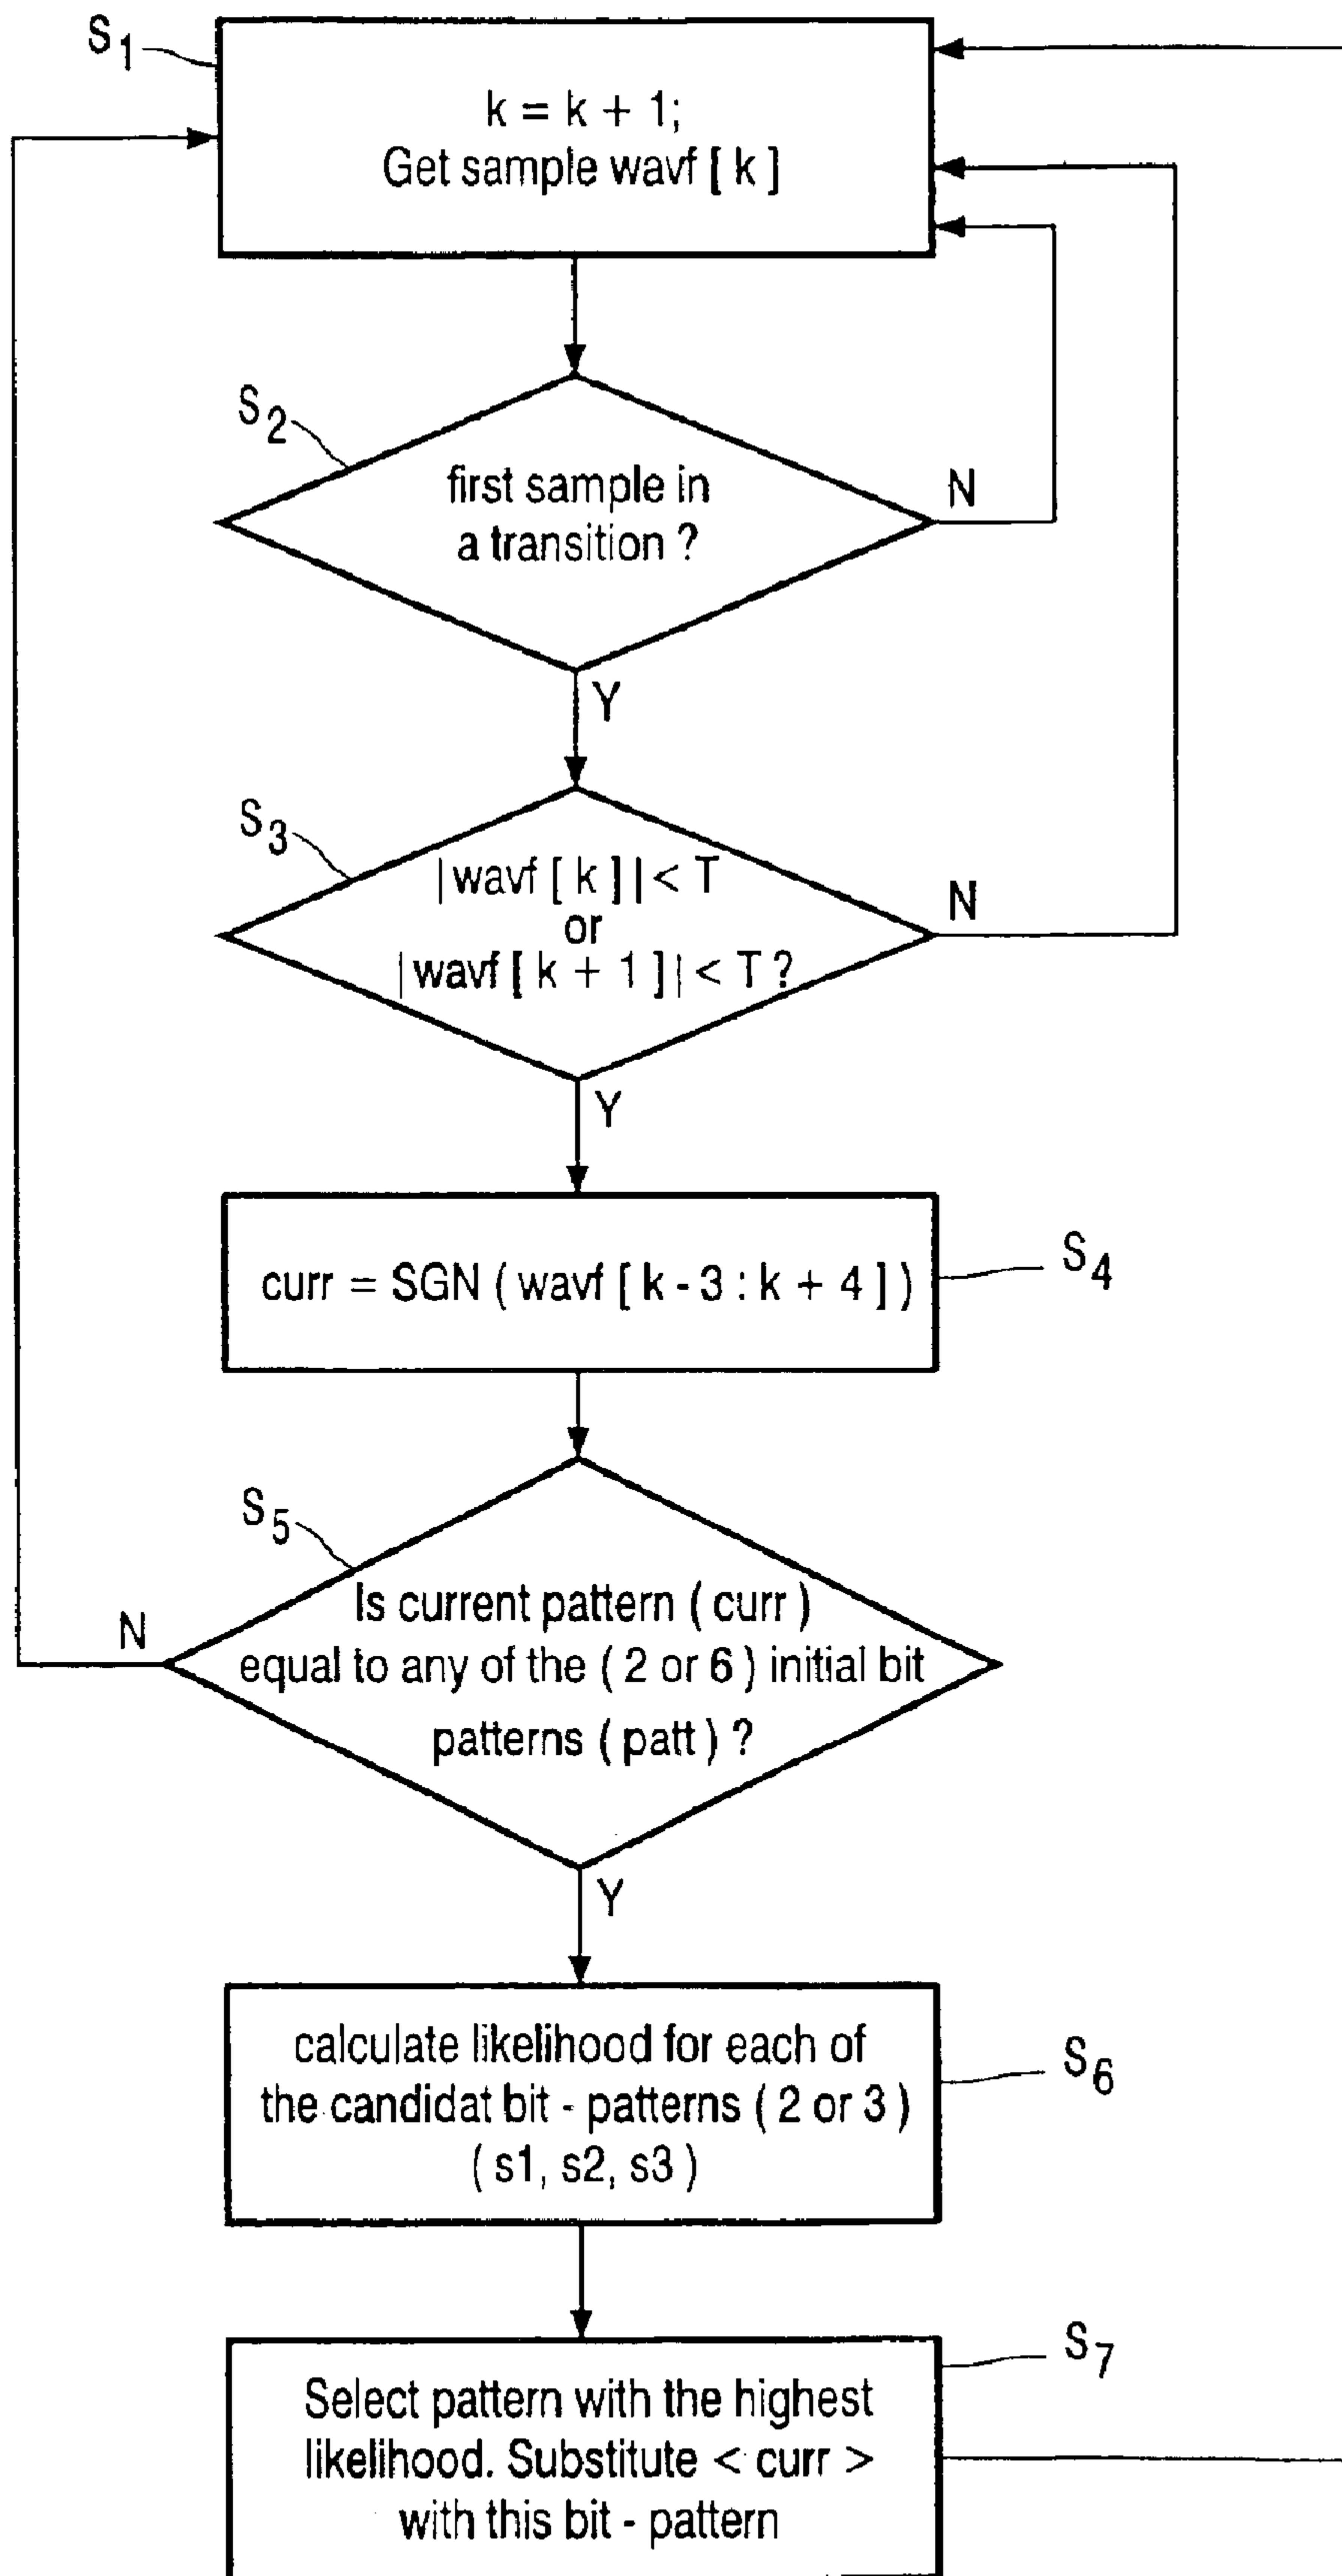 S1
k = k + 1;
Get sample wavf [ k ]
S2
first sample in
a transition ?
N
Y
S3
| wavf [ k ] | < T
or
| wavf [ k + 1 ] | < T ?
N
Y
curr = SGN ( wavf [ k - 3 : k + 4 ] )
S4
S5
Is current pattern ( curr )
equal to any of the ( 2 or 6 ) initial bit
patterns ( patt ) ?
N
Y
calculate likelihood for each of
the candidat bit - patterns ( 2 or 3 )
( s1, s2, s3 )
S6
Select pattern with the highest
likelihood. Substitute < curr >
with this bit - pattern
S7